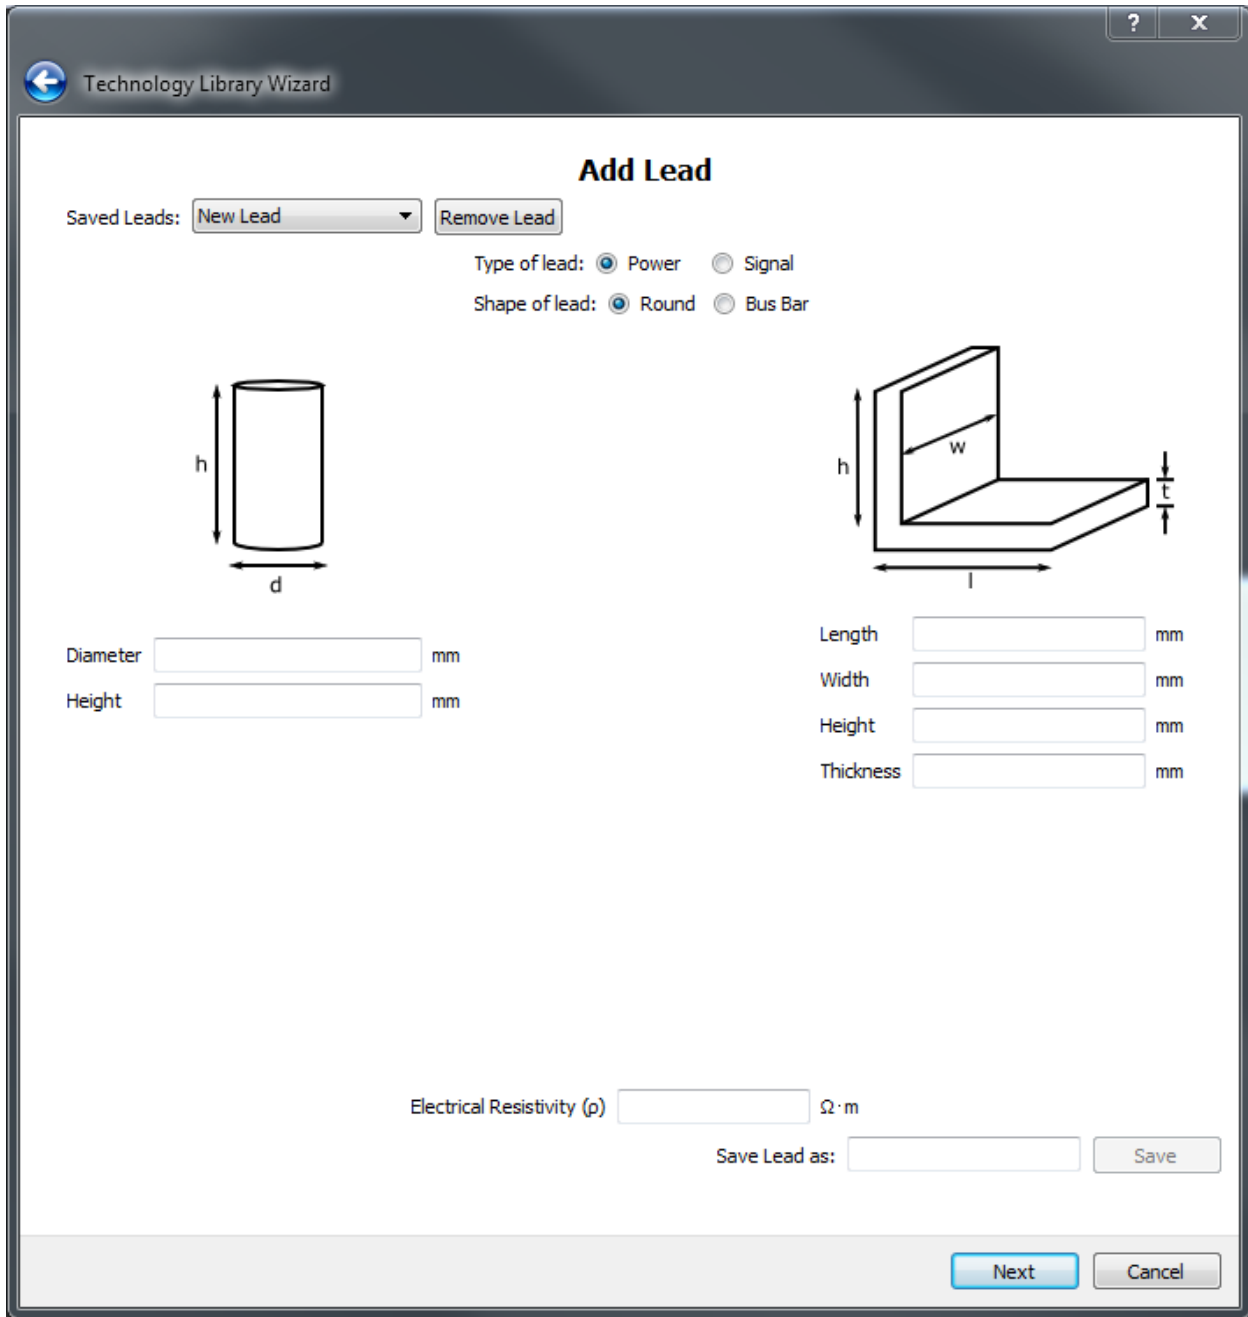 ? X
Technology Library Wizard
Add Lead
Saved Leads: New Lead Remove Lead
Type of lead: Power Signal
Shape of lead: Round Bus Bar
h
d
h
w
t
l
Diameter mm
Height mm
Length mm
Width mm
Height mm
Thickness mm
Electrical Resistivity (ρ) Ω·m
Save Lead as: Save
Next Cancel